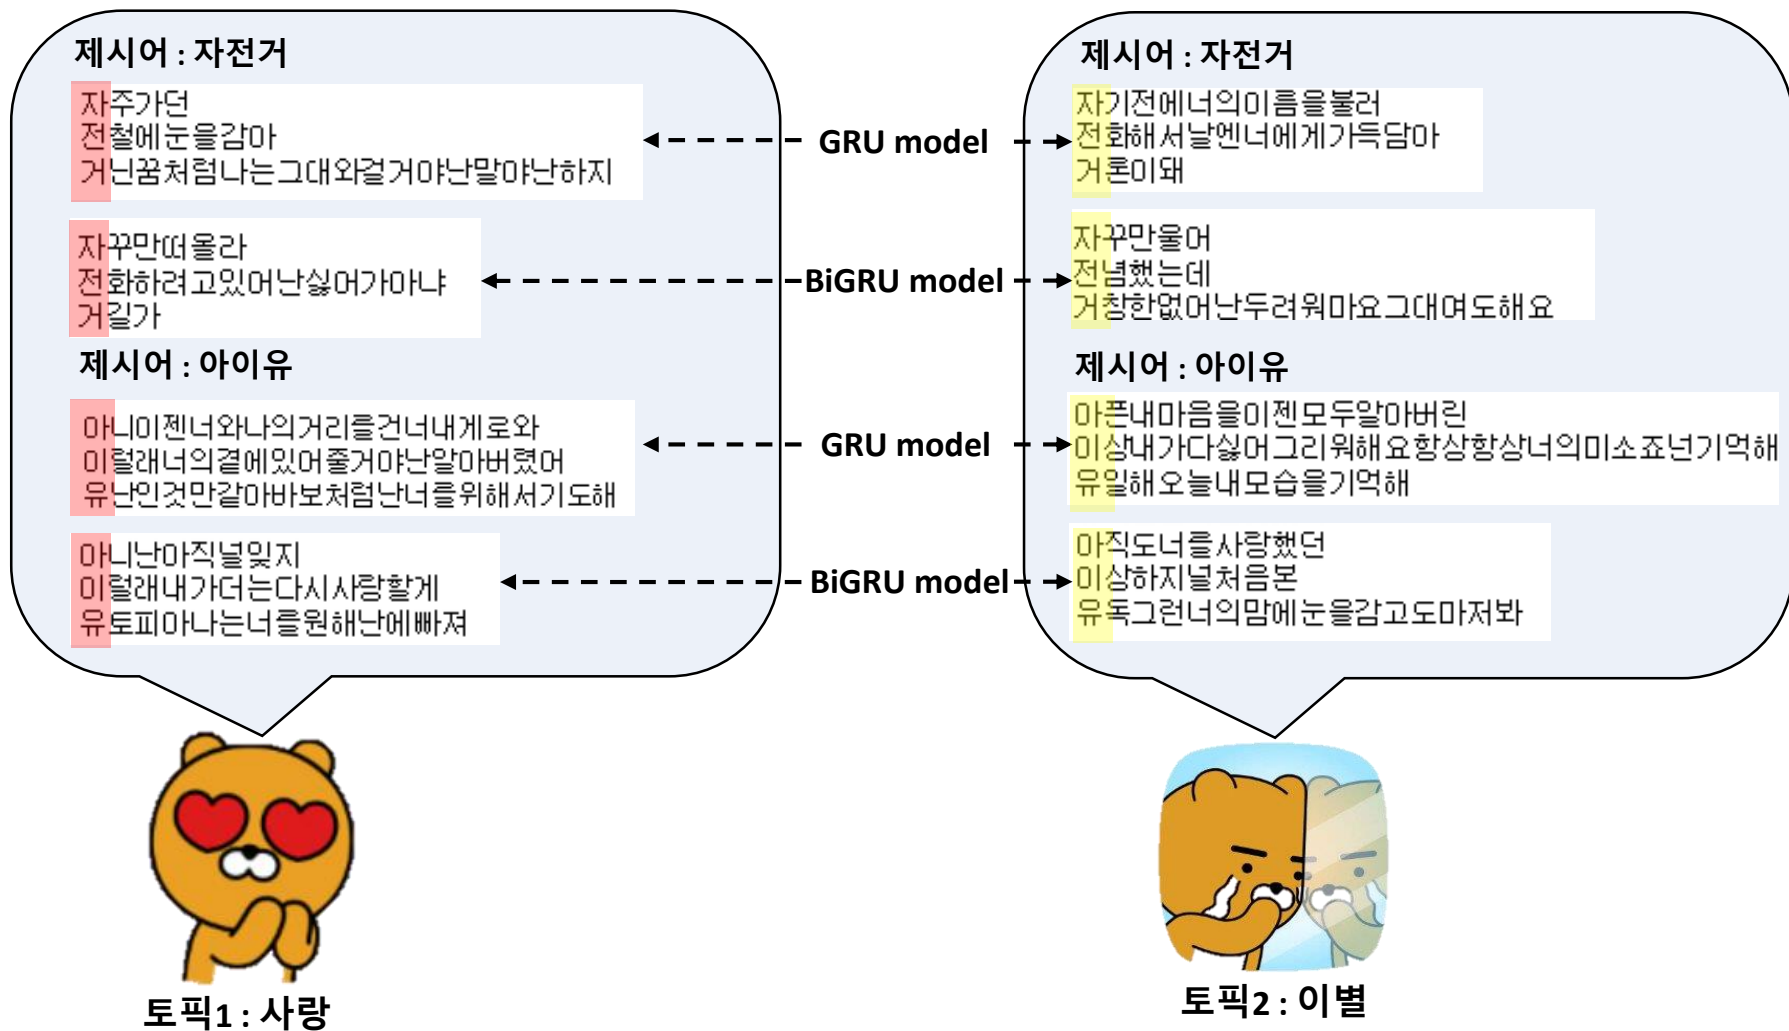 제시어 : 자전거
자주가던
전철에눈을감아
거닌꿈처럼나는그대와걸거야난말야난하지
자꾸만떠올라
전화하려고있어난싫어가아냐
거길가
제시어 : 아이유
아니이젠너와나의거리를건너내게로와
이럴래너의곁에있어줄거야난알아버렸어
유난인것만같아바보처럼난너를위해서기도해
아니난아직널잊지
이럴래내가더는다시사랑할게
유토피아나는너를원해난에빠져
토픽1 : 사랑
GRU model
BiGRU model
GRU model
BiGRU model
제시어 : 자전거
자기전에너의이름을불러
전화해서날엔너에게가득담아
거론이돼
자꾸만울어
전념했는데
거창한없어난두려워마요그대여도해요
제시어 : 아이유
아픈내마음을이젠모두알아버린
이상내가다싫어그리워해요항상항상너의미소죠넌기억해
유일해오늘내모습을기억해
아직도너를사랑했던
이상하지널처음본
유독그런너의맘에눈을감고도마저봐
토픽2 : 이별